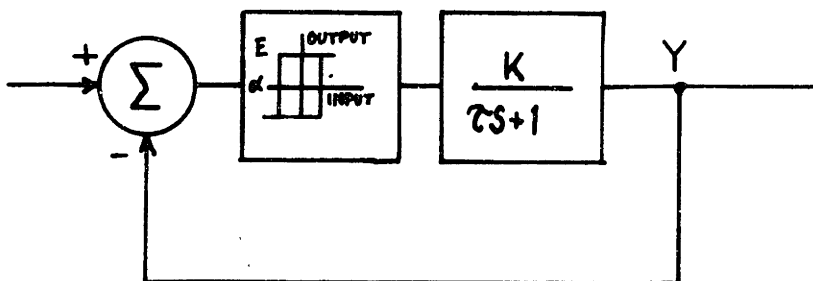 +
Σ
-
E OUTPUT
α
INPUT
K
τS+1
Y